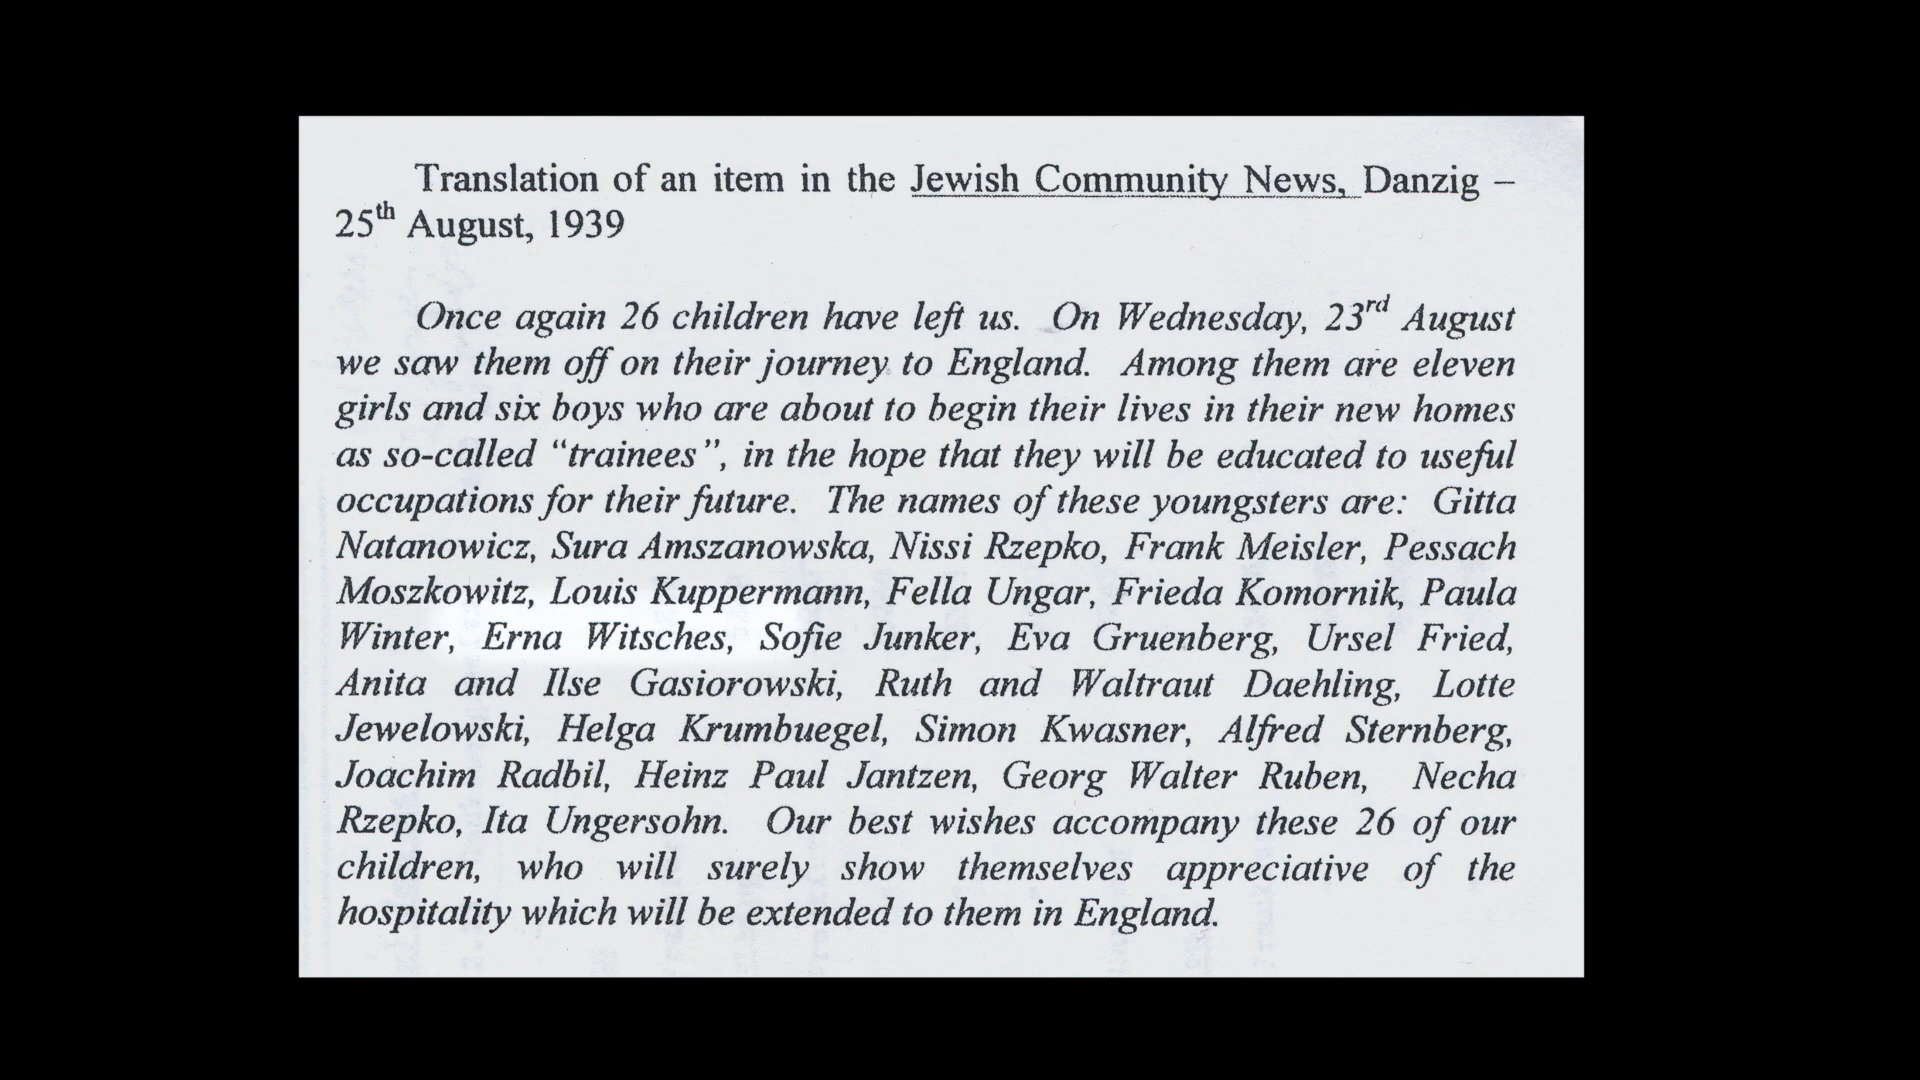 Translation of an item in the Jewish Community News, Danzig –
25th August, 1939
Once again 26 children have left us. On Wednesday, 23rd August
we saw them off on their journey to England. Among them are eleven
girls and six boys who are about to begin their lives in their new homes
as so-called “trainees”, in the hope that they will be educated to useful
occupations for their future. The names of these youngsters are: Gitta
Natanowicz, Sura Amszanowska, Nissi Rzepko, Frank Meisler, Pessach
Moszkowitz, Louis Kuppermann, Fella Ungar, Frieda Komornik, Paula
Winter, Erna Witsches, Sofie Junker, Eva Gruenberg, Ursel Fried,
Anita and Ilse Gasiorowski, Ruth and Waltraut Daehling, Lotte
Jewelowski, Helga Krumbuegel, Simon Kwasner, Alfred Sternberg,
Joachim Radbil, Heinz Paul Jantzen, Georg Walter Ruben, Necha
Rzepko, Ita Ungersohn. Our best wishes accompany these 26 of our
children, who will surely show themselves appreciative of the
hospitality which will be extended to them in England.